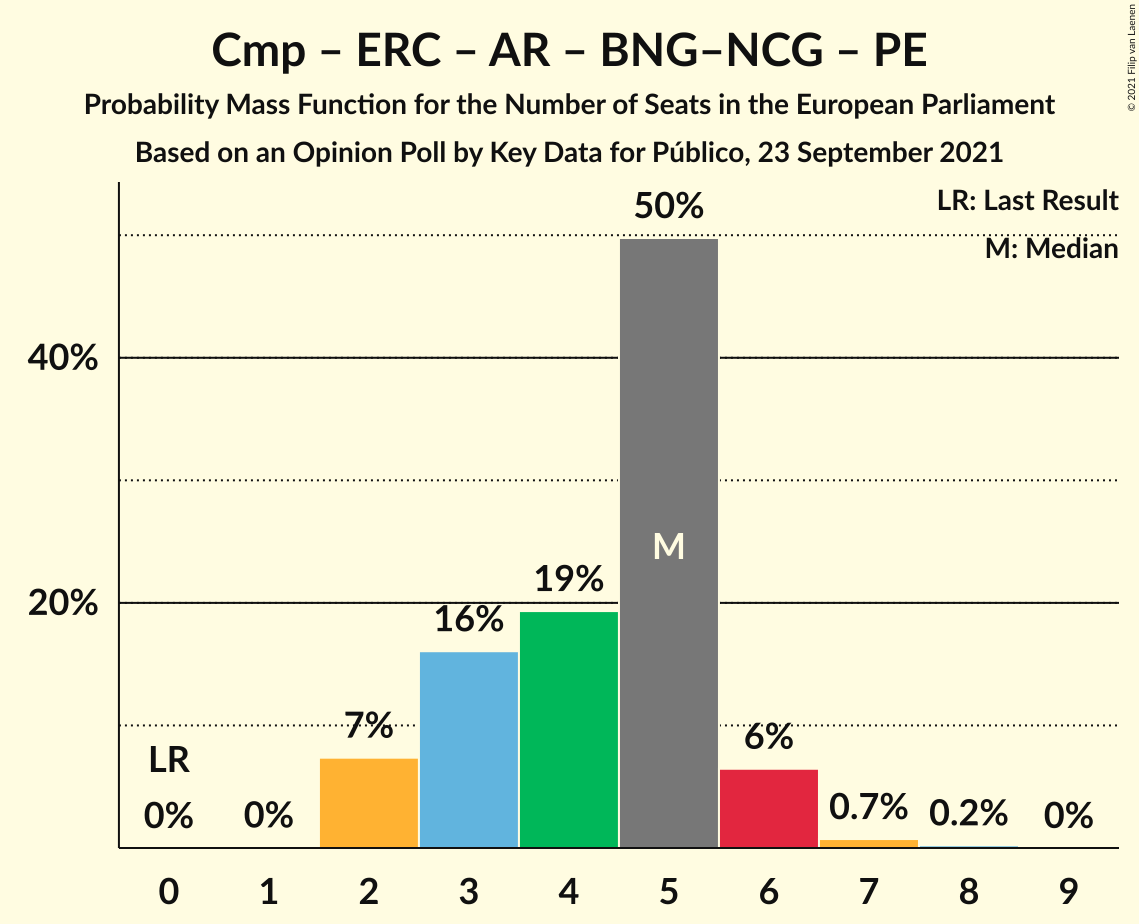 Cmp – ERC – AR – BNG–NCG – PE
Probability Mass Function for the Number of Seats in the European Parliament
Based on an Opinion Poll by Key Data for Público, 23 September 2021
© 2021 Filip van Laenen
LR: Last Result
M: Median
50%
40%
M
19%
20%
16%
7%
6%
LR
0%
0%
0.7%
0.2%
0%
0 1 2 3 4 5 6 7 8 9